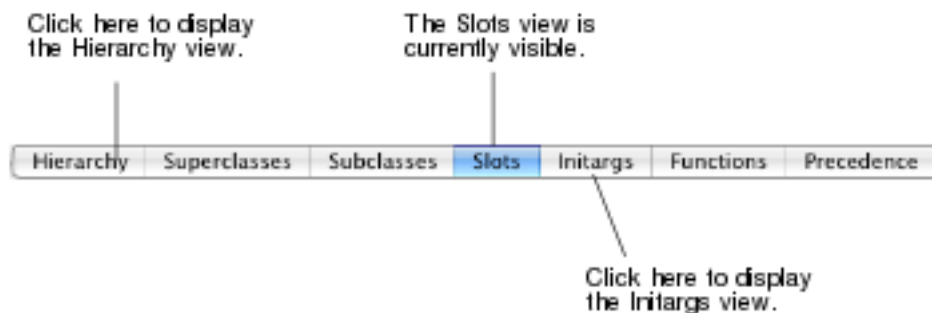 Click here to display
the Hierarchy view.
The Slots view is
currently visible.
Hierarchy Superclasses Subclasses Slots Initargs Functions Precedence
Click here to display
the Initargs view.